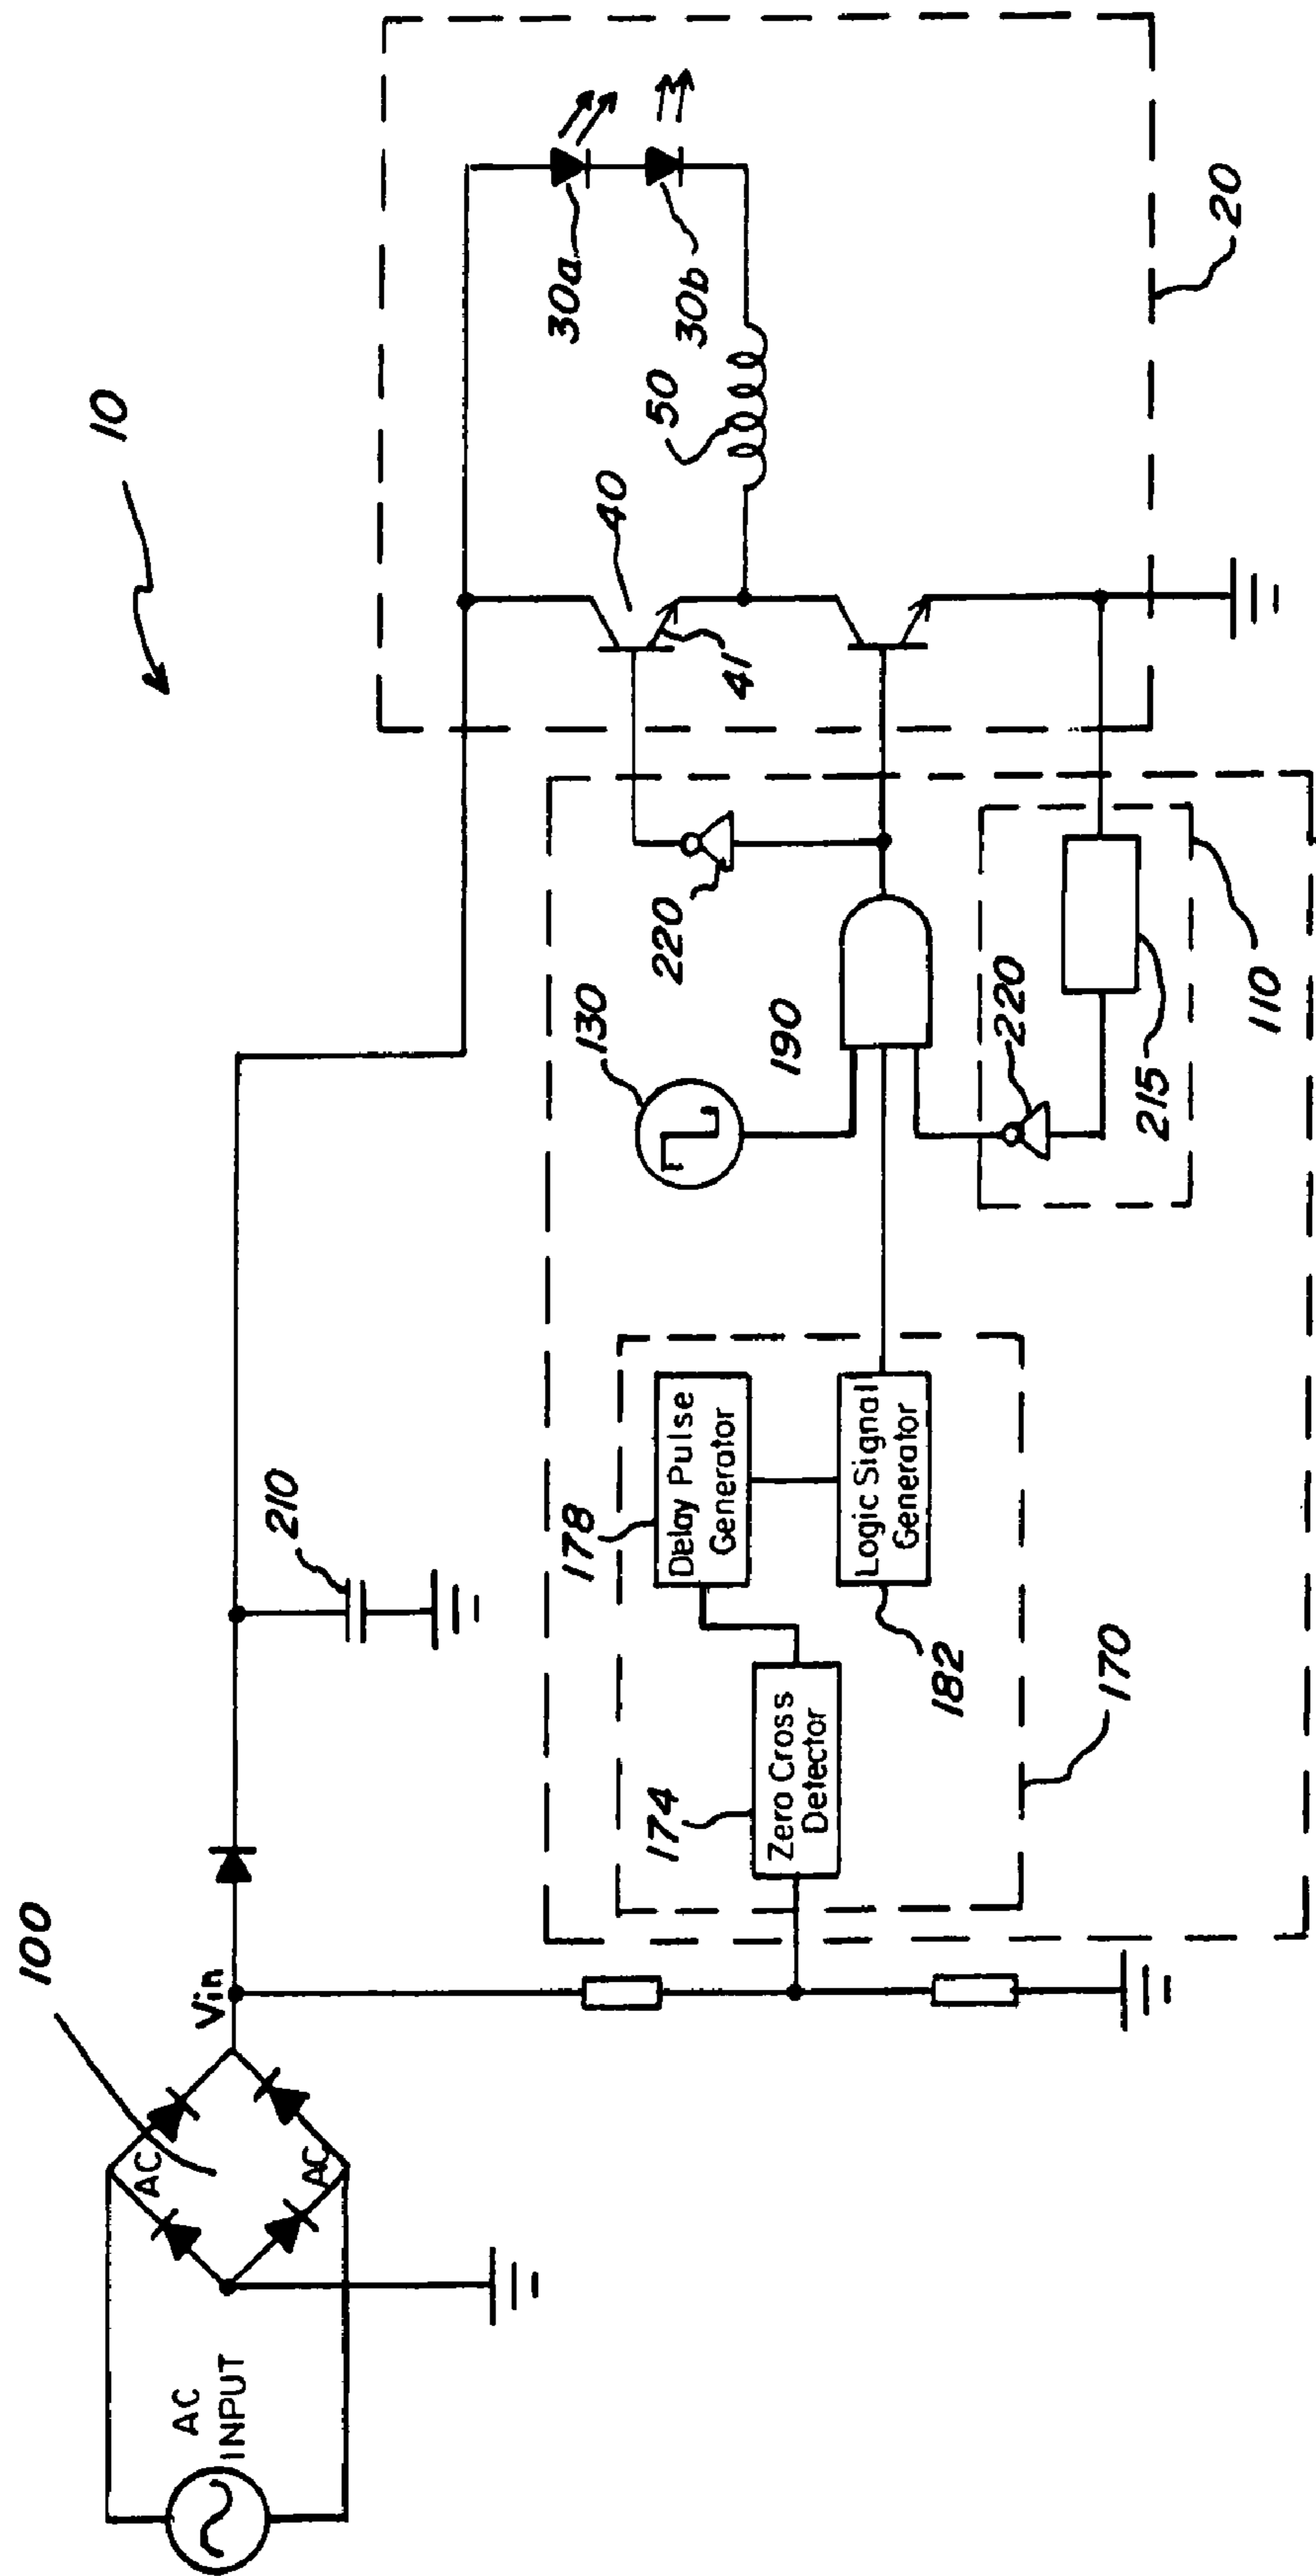 10
100
Vin
AC
AC
AC
INPUT
210
20
30a
30b
50
40
41
220
130
190
178
Delay Pulse
Generator
174
Zero Cross
Detector
Logic Signal
Generator
182
170
220
215
110